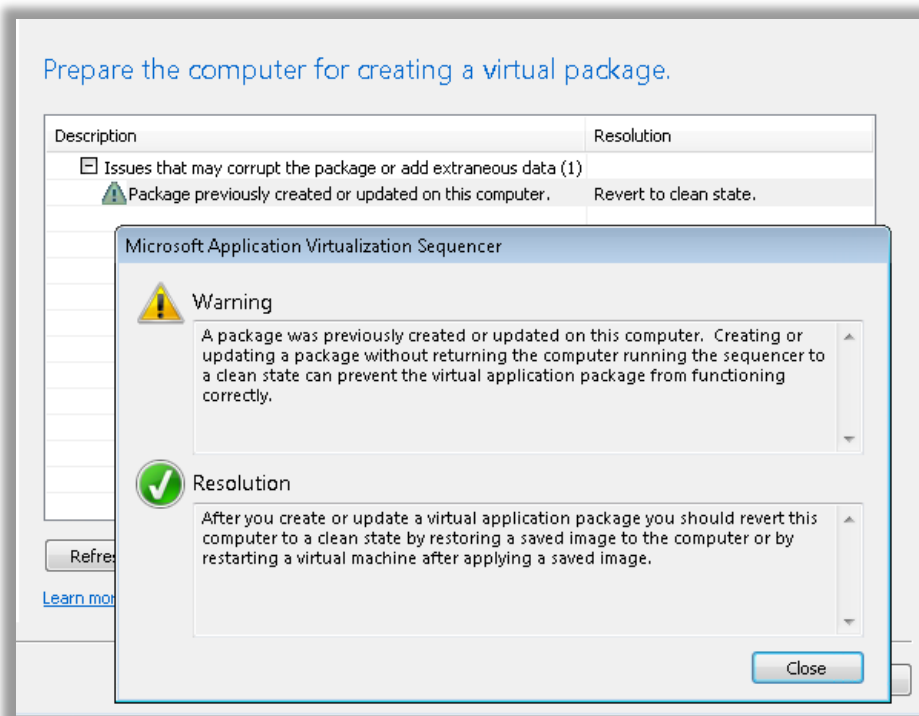 Prepare the computer for creating a virtual package.
Description Resolution
Issues that may corrupt the package or add extraneous data (1)
Package previously created or updated on this computer. Revert to clean state.
Microsoft Application Virtualization Sequencer
Warning
A package was previously created or updated on this computer.  Creating or
updating a package without returning the computer running the sequencer to
a clean state can prevent the virtual application package from functioning
correctly.
Resolution
After you create or update a virtual application package you should revert this
computer to a clean state by restoring a saved image to the computer or by
restarting a virtual machine after applying a saved image.
Refre
Learn mor
Close